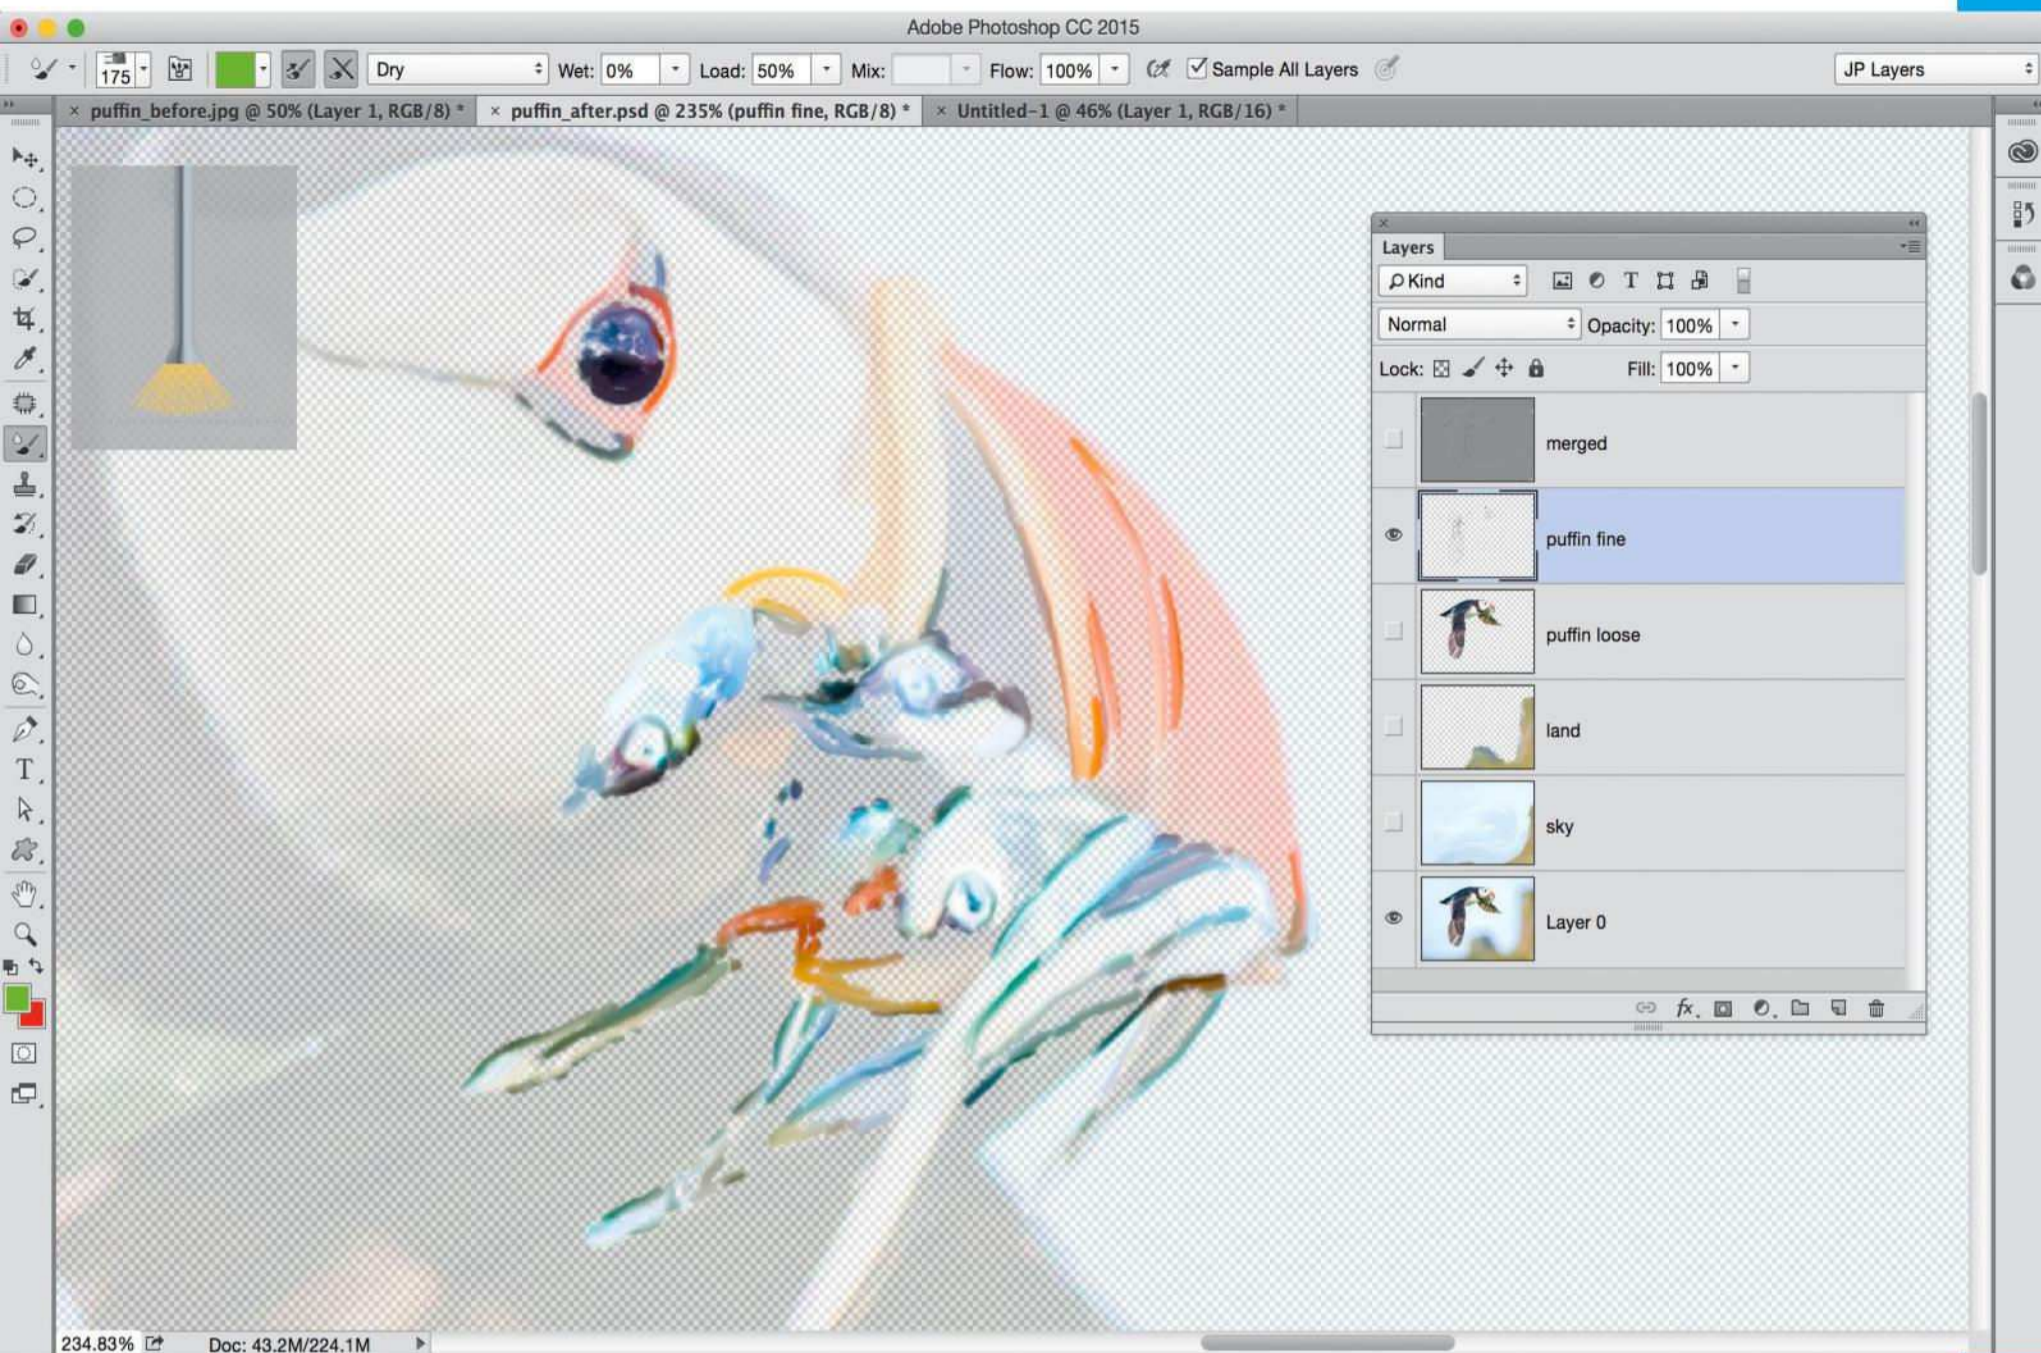 Adobe Photoshop CC 2015
175 Dry Wet: 0% Load: 50% Mix: Flow: 100% Sample All Layers JP Layers
× puffin_before.jpg @ 50% (Layer 1, RGB/8) * × puffin_after.psd @ 235% (puffin fine, RGB/8) * × Untitled-1 @ 46% (Layer 1, RGB/16) *
Layers
Kind
Normal Opacity: 100%
Lock: Fill: 100%
merged
puffin fine
puffin loose
land
sky
Layer 0
fx
234.83% Doc: 43.2M/224.1M